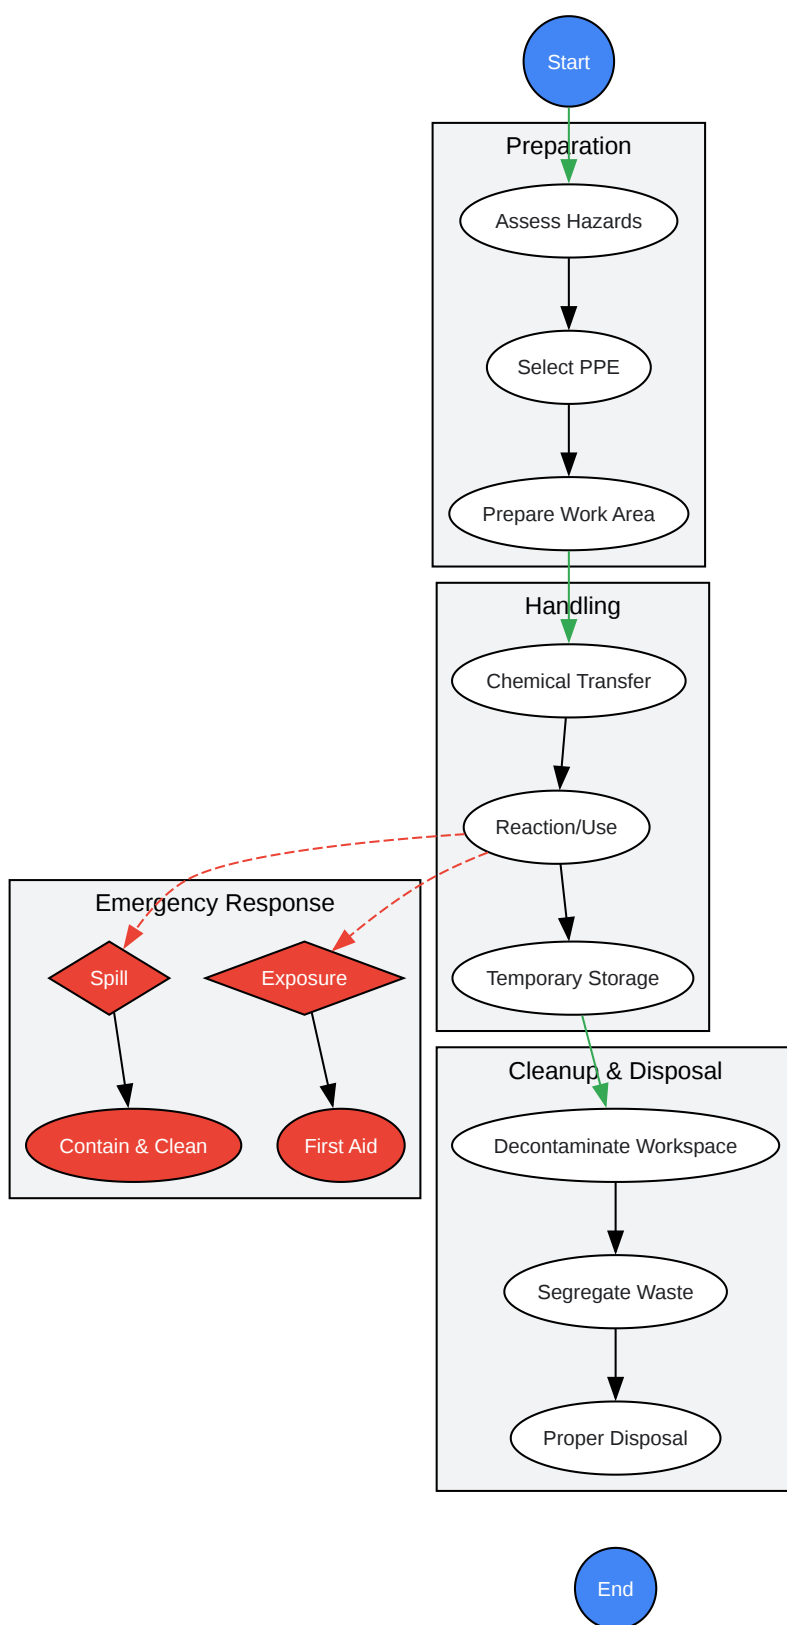 Start
Preparation
Assess Hazards
Select PPE
Prepare Work Area
Handling
Chemical Transfer
Reaction/Use
Temporary Storage
Emergency Response
Spill
Exposure
Contain & Clean
First Aid
Cleanup & Disposal
Decontaminate Workspace
Segregate Waste
Proper Disposal
End